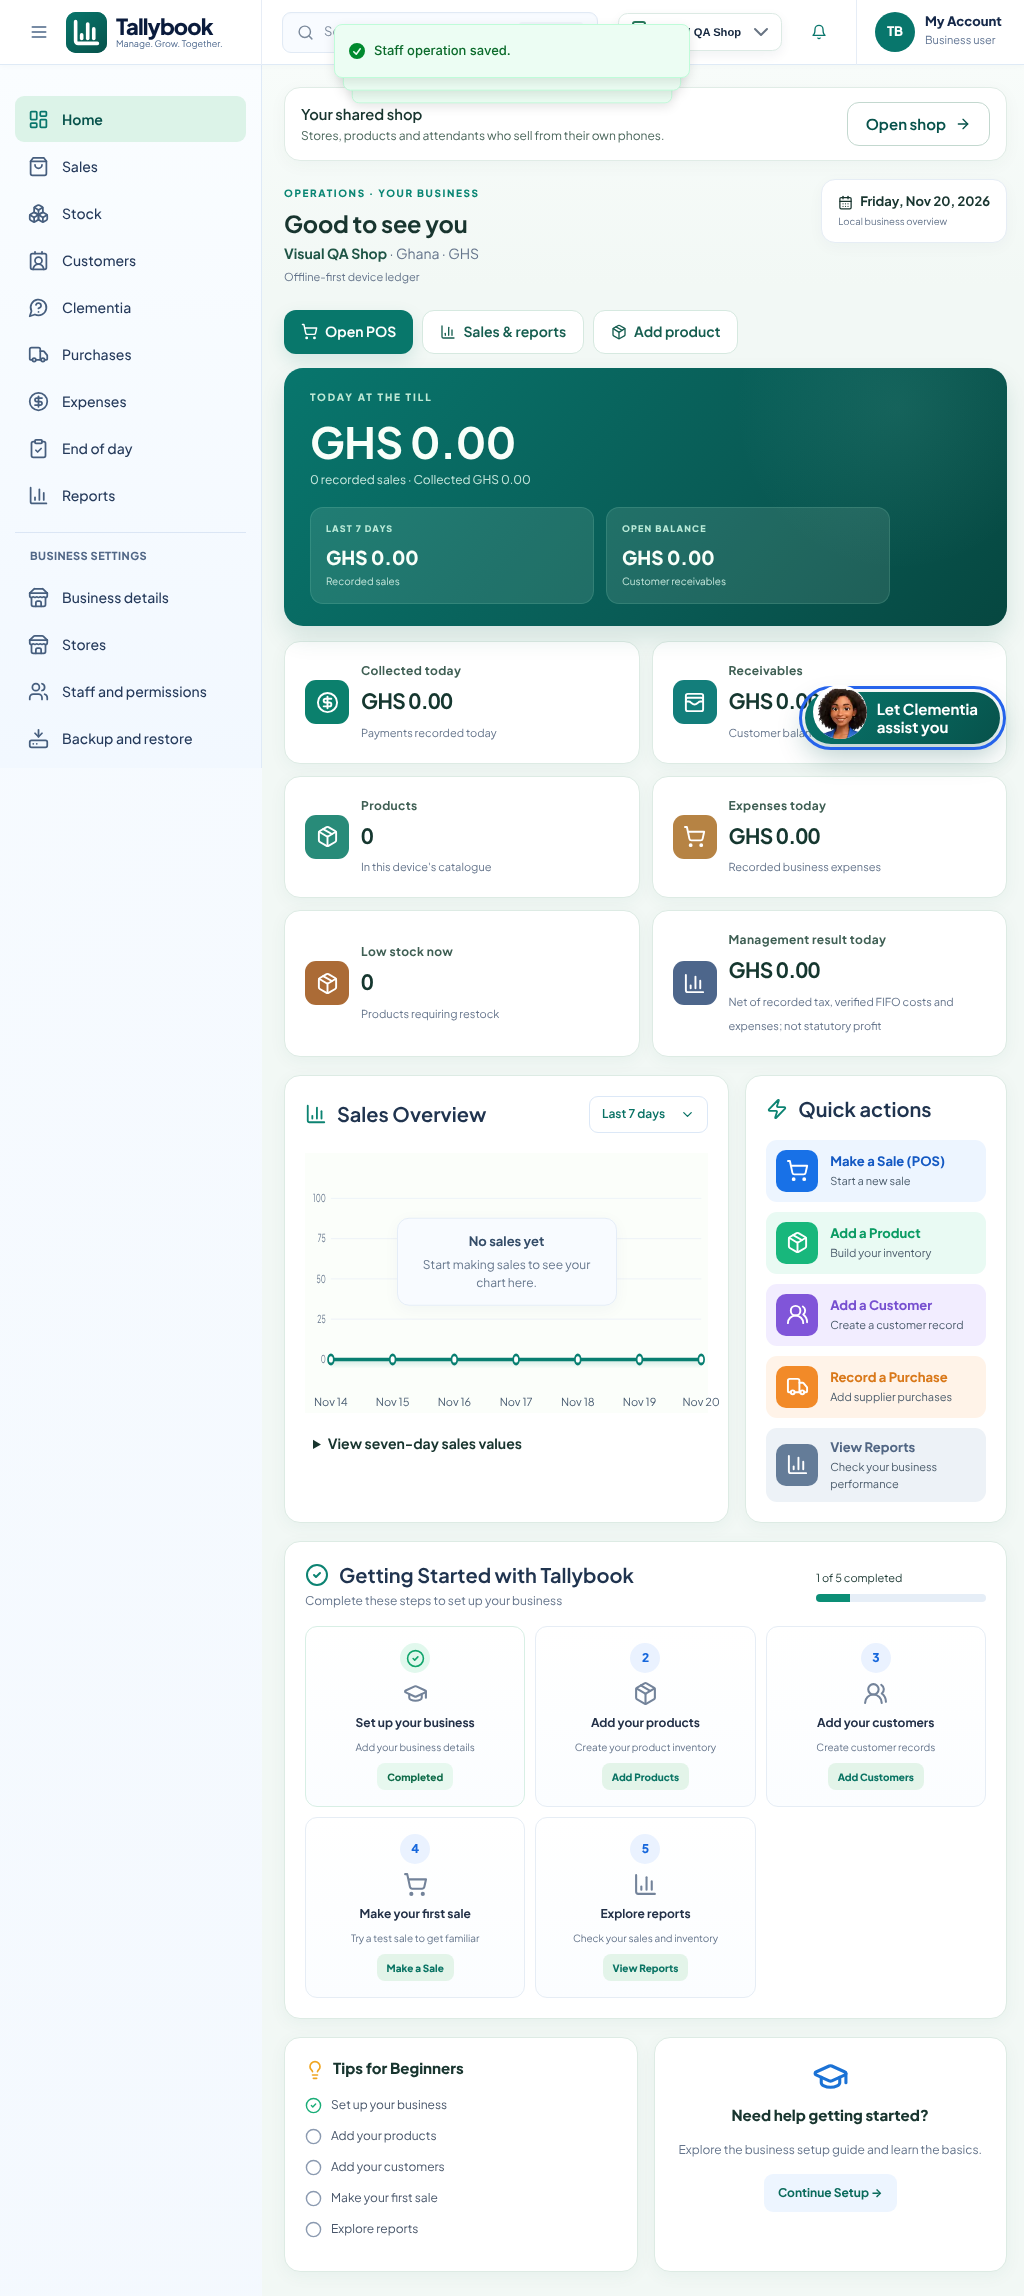 Tallybook
Manage. Grow. Together.
Staff operation saved.
QA Shop
TB
My Account
Business user
Home
Sales
Stock
Customers
Clementia
Purchases
Expenses
End of day
Reports
BUSINESS SETTINGS
Business details
Stores
Staff and permissions
Backup and restore
Your shared shop
Stores, products and attendants who sell from their own phones.
Open shop
OPERATIONS · YOUR BUSINESS
Good to see you
Visual QA Shop · Ghana · GHS
Offline-first device ledger
Friday, Nov 20, 2026
Local business overview
Open POS
Sales & reports
Add product
TODAY AT THE TILL
GHS 0.00
0 recorded sales · Collected GHS 0.00
LAST 7 DAYS
GHS 0.00
Recorded sales
OPEN BALANCE
GHS 0.00
Customer receivables
Collected today
GHS 0.00
Payments recorded today
Receivables
GHS 0.00
Customer
Let Clementia
assist you
Products
0
In this device's catalogue
Expenses today
GHS 0.00
Recorded business expenses
Low stock now
0
Products requiring restock
Management result today
GHS 0.00
Net of recorded tax, verified FIFO costs and
expenses; not statutory profit
Sales Overview
Last 7 days
100
75
50
25
0
No sales yet
Start making sales to see your
chart here.
Nov 14 Nov 15 Nov 16 Nov 17 Nov 18 Nov 19 Nov 20
View seven-day sales values
Quick actions
Make a Sale (POS)
Start a new sale
Add a Product
Build your inventory
Add a Customer
Create a customer record
Record a Purchase
Add supplier purchases
View Reports
Check your business
performance
Getting Started with Tallybook
Complete these steps to set up your business
1 of 5 completed
Set up your business
Add your business details
Completed
2
Add your products
Create your product inventory
Add Products
3
Add your customers
Create customer records
Add Customers
4
Make your first sale
Try a test sale to get familiar
Make a Sale
5
Explore reports
Check your sales and inventory
View Reports
Tips for Beginners
Set up your business
Add your products
Add your customers
Make your first sale
Explore reports
Need help getting started?
Explore the business setup guide and learn the basics.
Continue Setup →